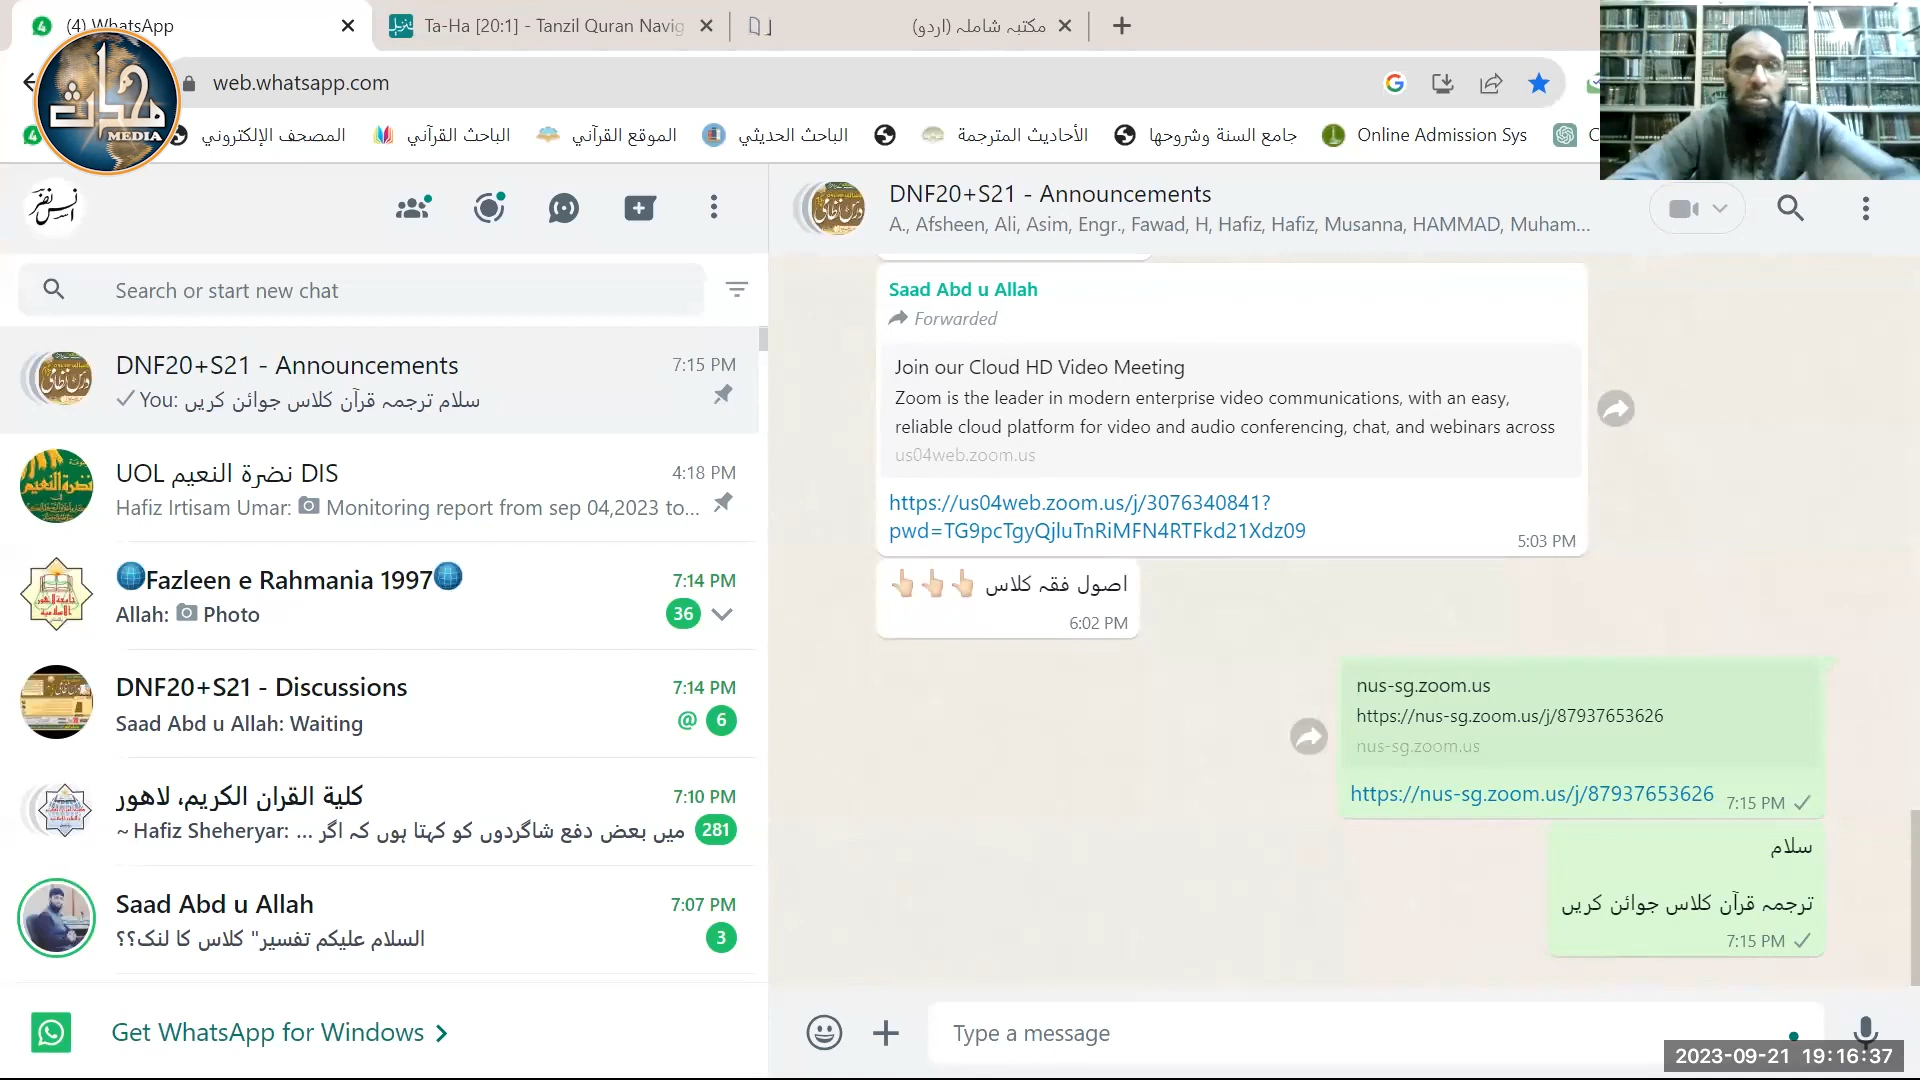 (4) WhatsApp
Ta-Ha [20:1] - Tanzil Quran Navig
مکتبہ شاملہ (اردو)
web.whatsapp.com
محدث
MEDIA
المصحف الإلكتروني
الباحث القرآني
الموقع القرآني
الباحث الحديثي
الأحاديث المترجمة
جامع السنة وشروحها
Online Admission Sys
DNF20+S21 - Announcements
A., Afsheen, Ali, Asim, Engr., Fawad, H, Hafiz, Hafiz, Musanna, HAMMAD, Muham...
Search or start new chat
DNF20+S21 - Announcements
7:15 PM
You: سلام ترجمہ قرآن کلاس جوائن کریں
UOL نضرة النعيم DIS
4:18 PM
Hafiz Irtisam Umar: Monitoring report from sep 04,2023 to...
Fazleen e Rahmania 1997
7:14 PM
Allah: Photo
36
DNF20+S21 - Discussions
7:14 PM
Saad Abd u Allah: Waiting
@ 6
كلية القران الكريم، لاهور
7:10 PM
~ Hafiz Sheheryar: میں بعض دفع شاگردوں کو کہتا ہوں کہ اگر ...
281
Saad Abd u Allah
7:07 PM
السلام علیکم تفسیر" کلاس کا لنک؟؟
3
Get WhatsApp for Windows
Saad Abd u Allah
Forwarded
Join our Cloud HD Video Meeting
Zoom is the leader in modern enterprise video communications, with an easy,
reliable cloud platform for video and audio conferencing, chat, and webinars across
us04web.zoom.us
https://us04web.zoom.us/j/3076340841?
pwd=TG9pcTgyQjluTnRiMFN4RTFkd21Xdz09
5:03 PM
اصول فقہ کلاس 👆🏻👆🏻👆🏻
6:02 PM
nus-sg.zoom.us
https://nus-sg.zoom.us/j/87937653626
nus-sg.zoom.us
https://nus-sg.zoom.us/j/87937653626
7:15 PM
سلام
ترجمہ قرآن کلاس جوائن کریں
7:15 PM
Type a message
2023-09-21 19:16:37